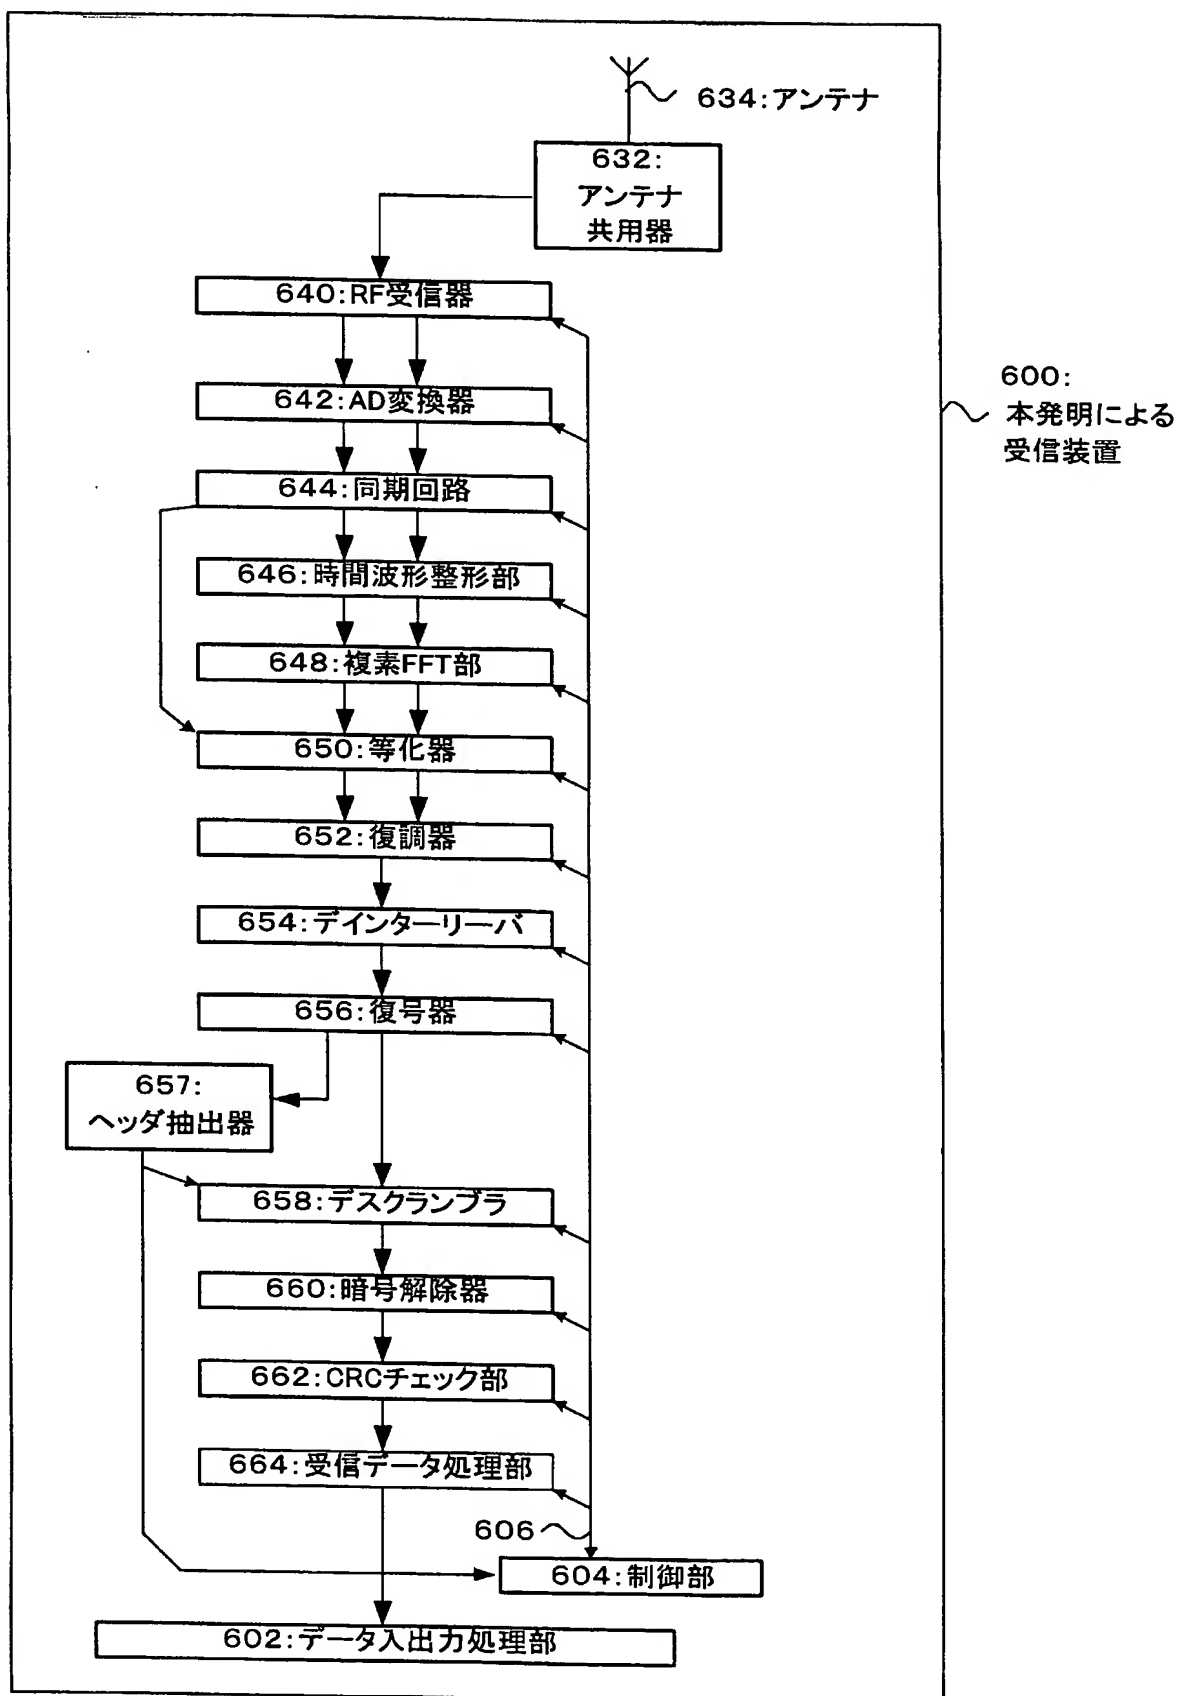 634:アンテナ
632:
アンテナ
共用器
640:RF受信器
642:AD変換器
600:
本発明による
受信装置
644:同期回路
646:時間波形整形部
648:複素FFT部
650:等化器
652:復調器
654:デインターリーバ
656:復号器
657:
ヘッダ抽出器
658:デスクランブラ
660:暗号解除器
662:CRCチェック部
664:受信データ処理部
606
604:制御部
602:データ入出力処理部